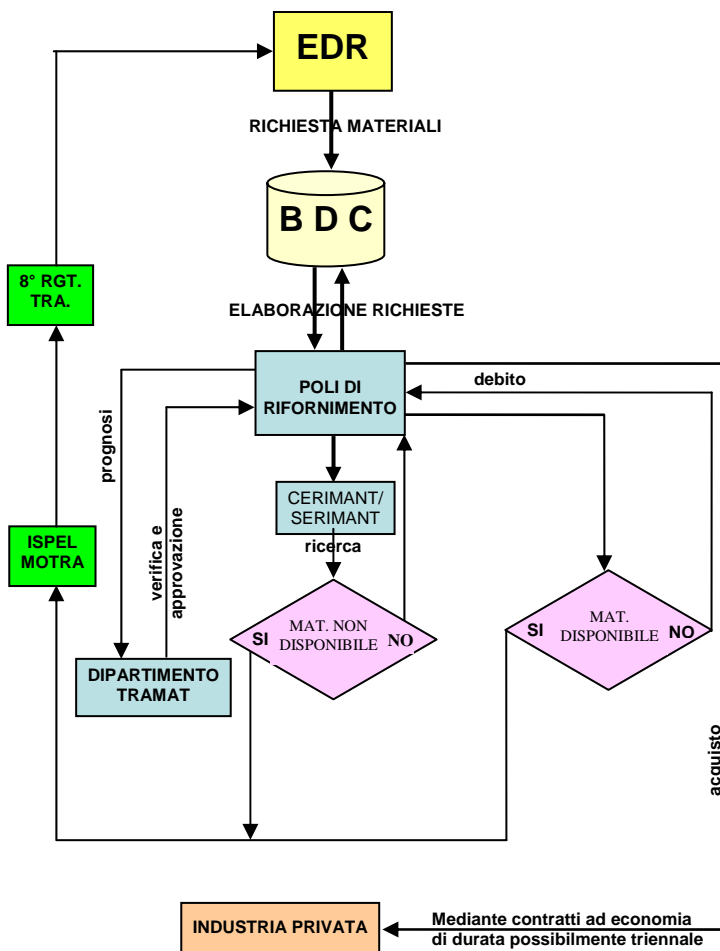 EDR
RICHIESTA MATERIALI
B D C
8° RGT.
TRA.
ELABORAZIONE RICHIESTE
POLI DI
RIFORNIMENTO
debito
prognosi
verifica e
approvazione
CERIMANT/
SERIMANT
ricerca
ISPEL
MOTRA
SI
MAT. NON
DISPONIBILE
NO
SI
MAT.
DISPONIBILE
NO
DIPARTIMENTO
TRAMAT
acquisto
INDUSTRIA PRIVATA
Mediante contratti ad economia
di durata possibilmente triennale